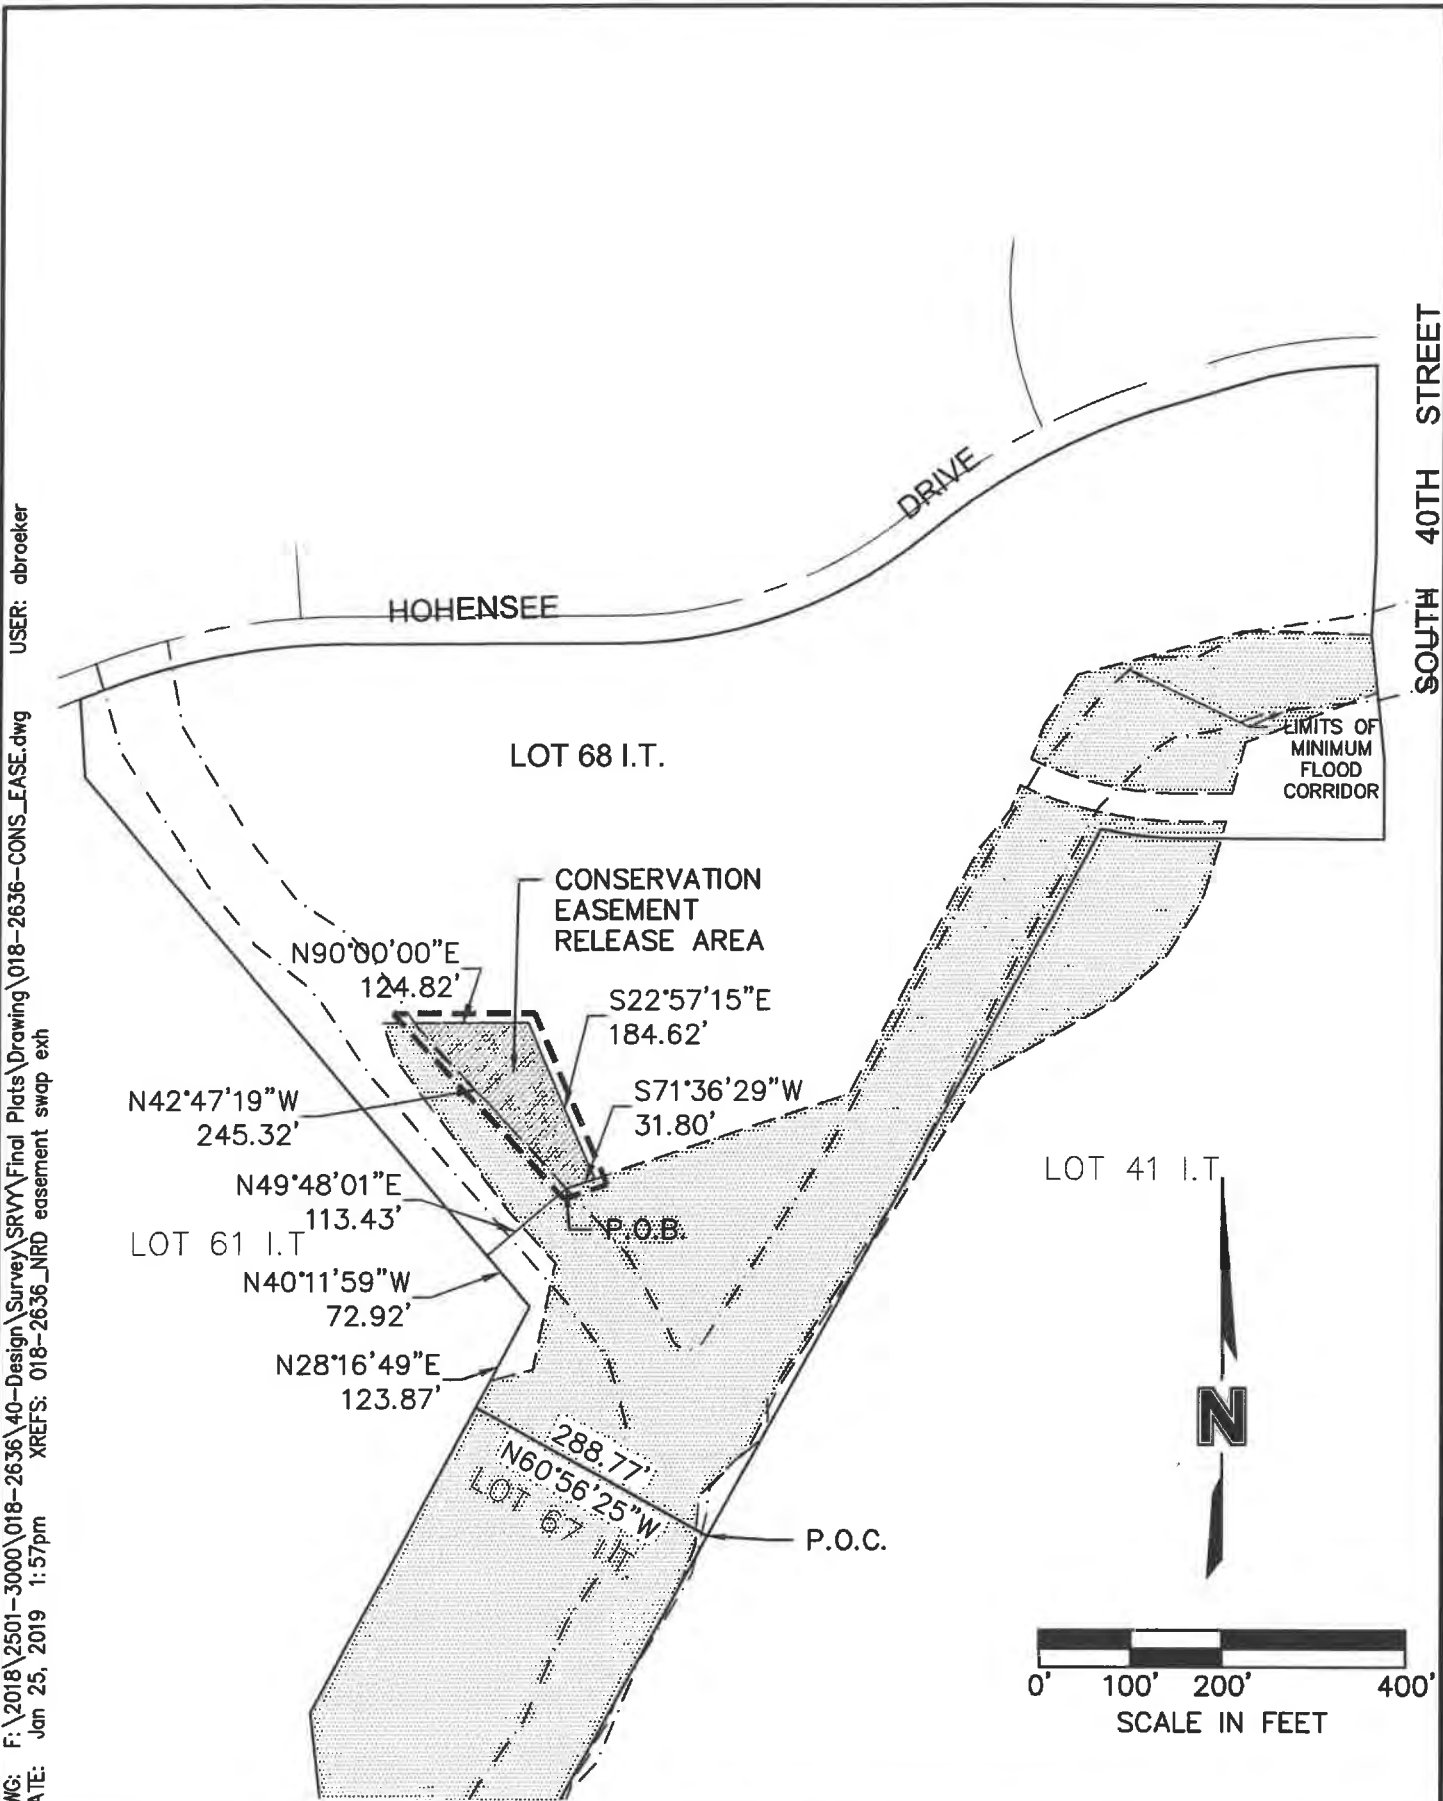 HOHENSEE
DRIVE
SOUTH 40TH STREET
LOT 68 I.T.
LIMITS OF
MINIMUM
FLOOD
CORRIDOR
CONSERVATION
EASEMENT
RELEASE AREA
N90°00'00"E
124.82'
S22°57'15"E
184.62'
S71°36'29"W
31.80'
N42°47'19"W
245.32'
N49°48'01"E
113.43'
LOT 61 I.T
P.O.B.
N40°11'59"W
72.92'
N28°16'49"E
123.87'
LOT 41 I.T.
288.77'
N60°56'25"W
LOT 67 I.T.
P.O.C.
N
0' 100' 200' 400'
SCALE IN FEET
WG: F:\2018\2501-3000\018-2636\40-Design\Survey\SRVY\Final Plats\Drawing\018-2636-CONS_EASE.dwg USER: abroeker
ATE: Jan 25, 2019 1:57pm XREFS: 018-2636_NRD easement swap exh